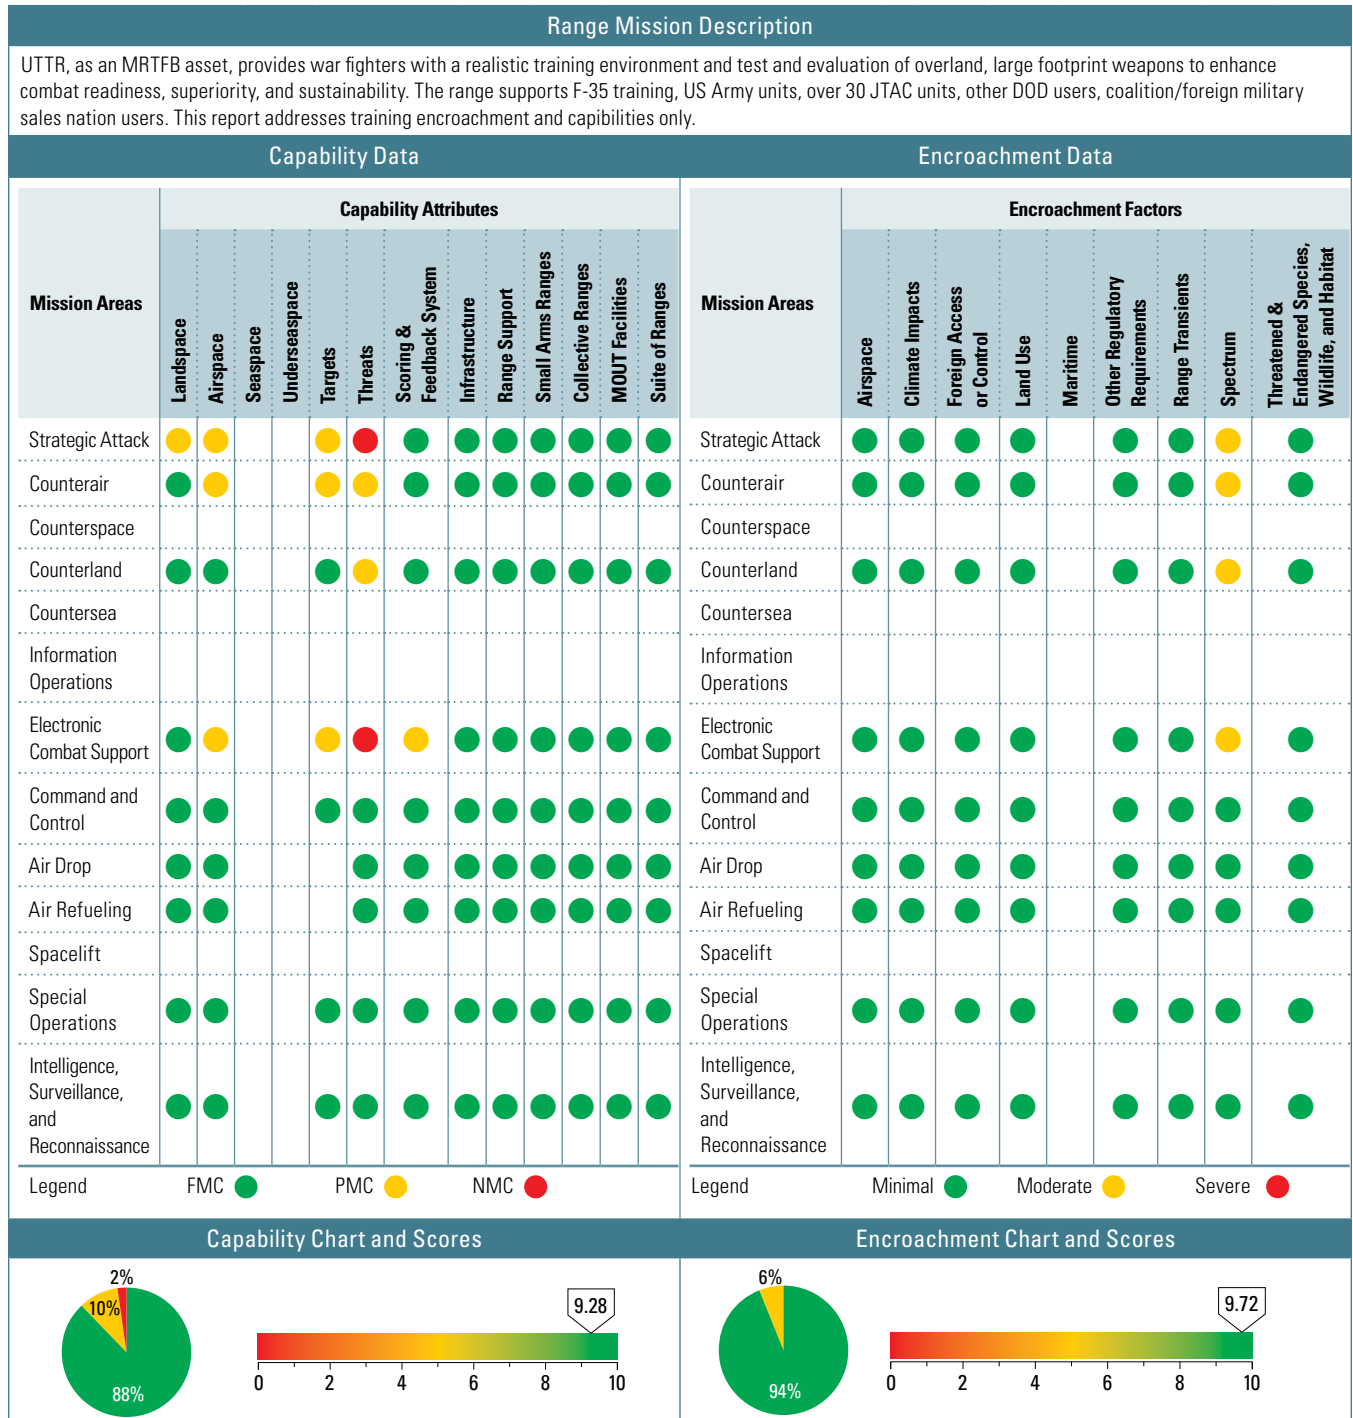 Range Mission Description
UTTR, as an MRTFB asset, provides war fighters with a realistic training environment and test and evaluation of overland, large footprint weapons to enhance
combat readiness, superiority, and sustainability. The range supports F-35 training, US Army units, over 30 JTAC units, other DOD users, coalition/foreign military
sales nation users. This report addresses training encroachment and capibilities only.
Capability Data
Mission Areas
Capability Attributes
Landspace
Airspace
Seaspace
Underseaspace
Targets
Threats
Scoring &
Feedback System
Infrastructure
Range Support
Small Arms Ranges
Collective Ranges
MOUT Facilities
Suite of Ranges
Strategic Attack
Counterair
Counterspace
Counterland
Countersea
Information
Operations
Electronic
Combat Support
Command and
Control
Air Drop
Air Refueling
Spacelift
Special
Operations
Intelligence,
Surveillance,
and
Reconnaissance
Legend
FMC
PMC
NMC
Encroachment Data
Mission Areas
Encroachment Factors
Airspace
Climate Impacts
Foreign Access
or Control
Land Use
Maritime
Other Regulatory
Requirements
Range Transients
Spectrum
Threatened &
Endangered Species,
Wildlife, and Habitat
Strategic Attack
Counterair
Counterspace
Counterland
Countersea
Information
Operations
Electronic
Combat Support
Command and
Control
Air Drop
Air Refueling
Spacelift
Special
Operations
Intelligence,
Surveillance,
and
Reconnaissance
Legend
Minimal
Moderate
Severe
Capability Chart and Scores
2%
10%
88%
9.28
0 2 4 6 8 10
Encroachment Chart and Scores
6%
94%
9.72
0 2 4 6 8 10